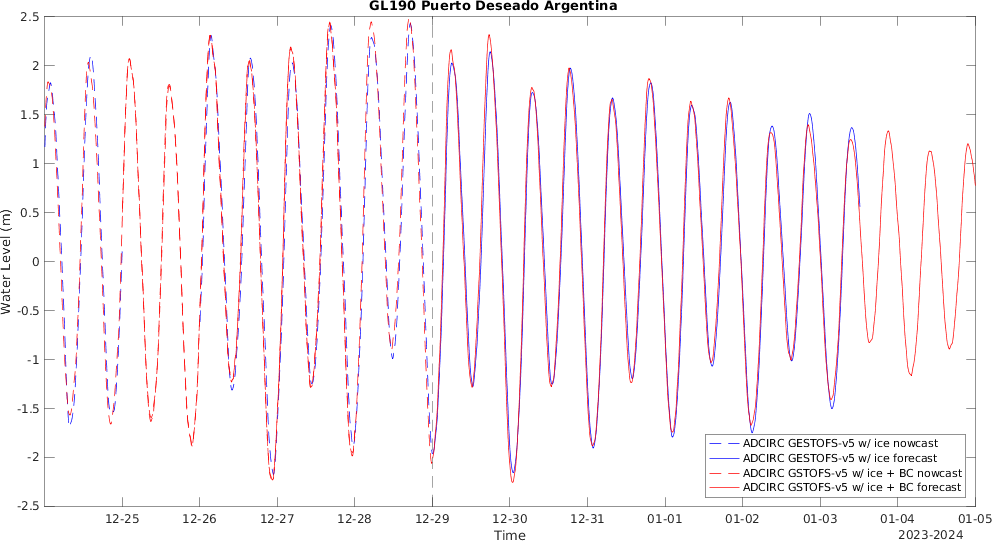 GL190 Puerto Deseado Argentina
2.5
2
1.5
1
0.5
0
-0.5
-1
-1.5
-2
-2.5
Water Level (m)
ADCIRC GESTOFS-v5 w/ ice nowcast
ADCIRC GESTOFS-v5 w/ ice forecast
ADCIRC GSTOFS-v5 w/ ice + BC nowcast
ADCIRC GSTOFS-v5 w/ ice + BC forecast
12-25 12-26 12-27 12-28 12-29 12-30 12-31 01-01 01-02 01-03 01-04 01-05
Time
2023-2024